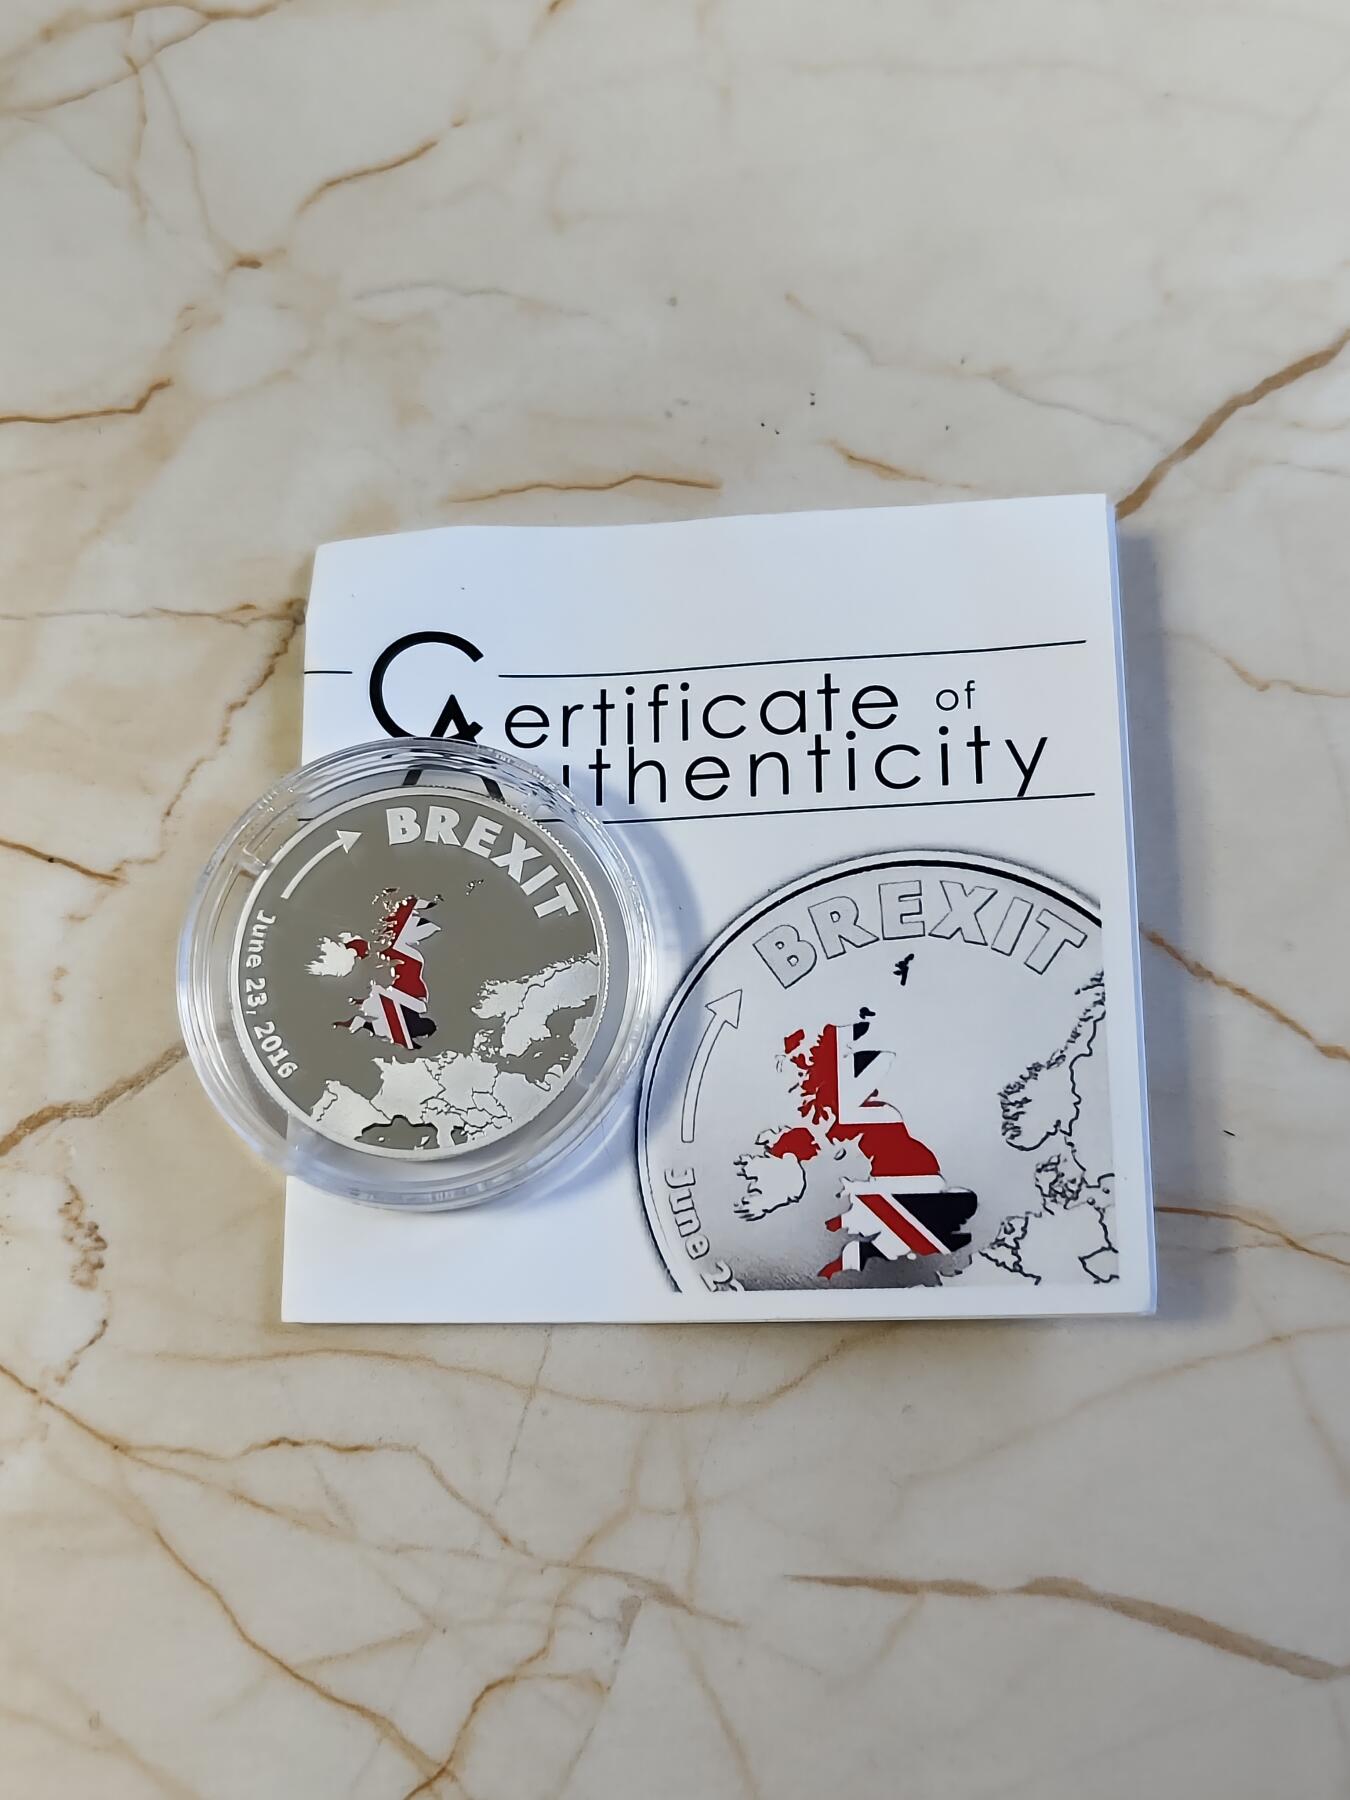 Certificate of
Authenticity
BREXIT
June 23, 2016
BREXIT
June 2